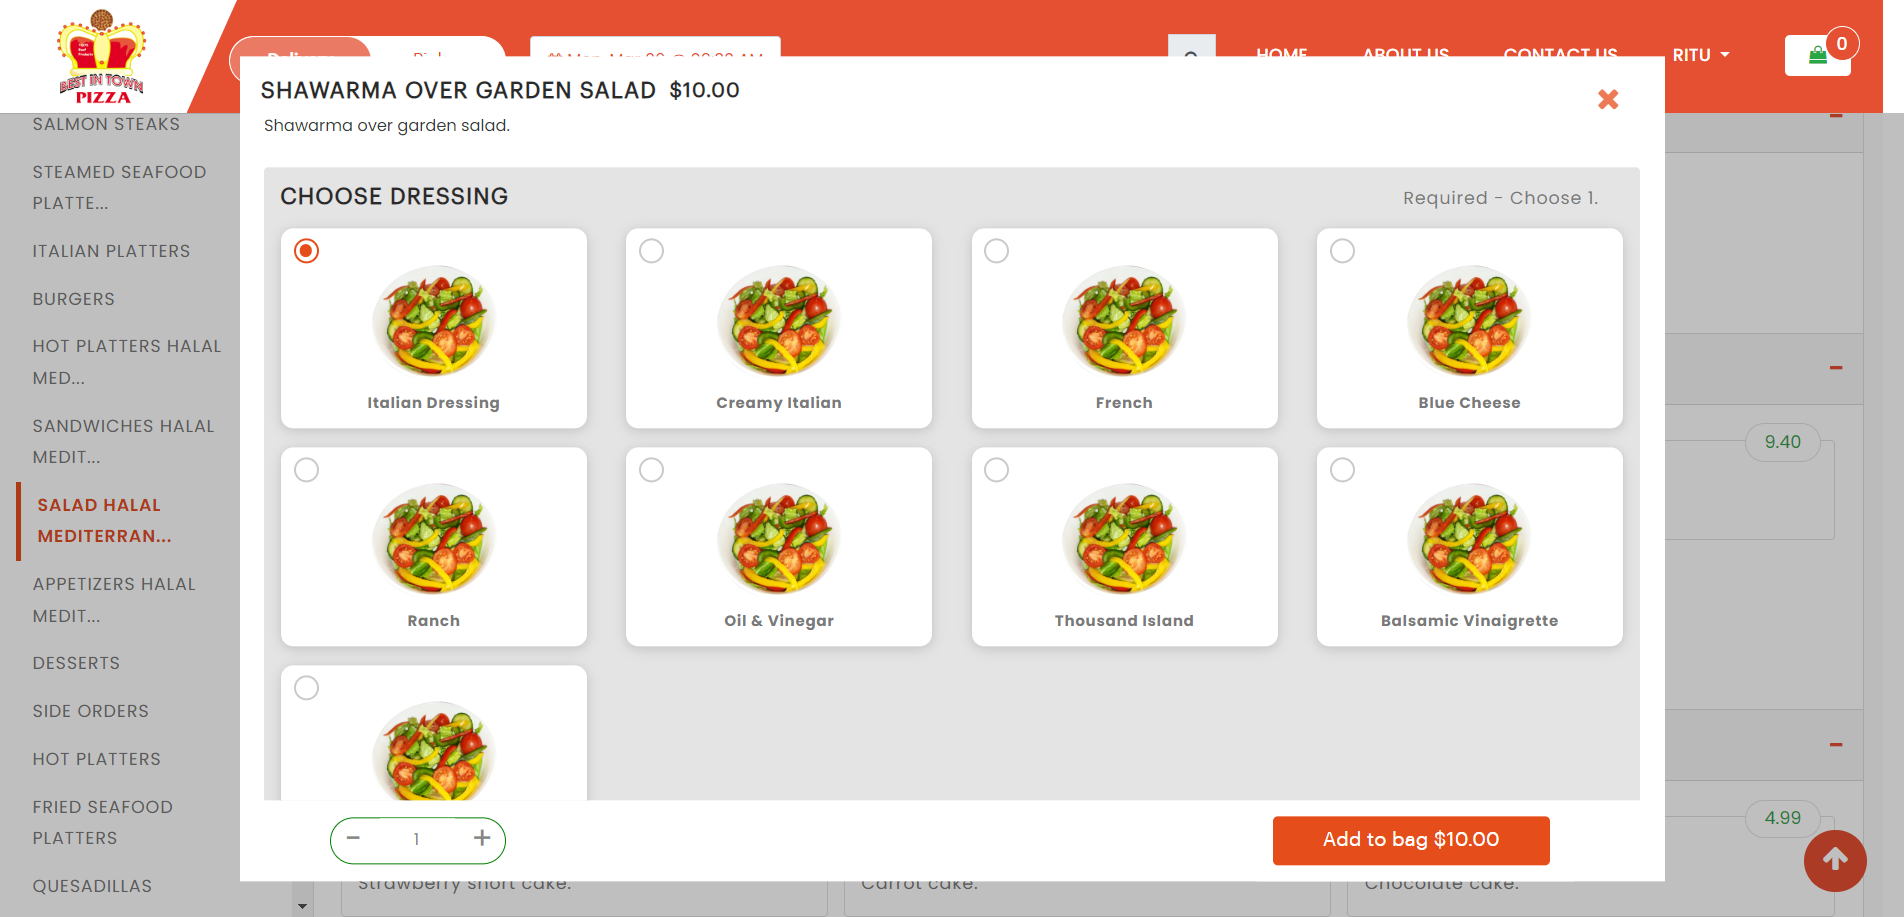 BEST IN TOWN
PIZZA
HOME
ABOUT US
CONTACT US
RITU
0
SHAWARMA OVER GARDEN SALAD $10.00
Shawarma over garden salad.
SALMON STEAKS
STEAMED SEAFOOD
PLATTE...
ITALIAN PLATTERS
BURGERS
HOT PLATTERS HALAL
MED...
SANDWICHES HALAL
MEDIT...
SALAD HALAL
MEDITERRAN...
APPETIZERS HALAL
MEDIT...
DESSERTS
SIDE ORDERS
HOT PLATTERS
FRIED SEAFOOD
PLATTERS
QUESADILLAS
CHOOSE DRESSING
Required - Choose 1.
Italian Dressing
Creamy Italian
French
Blue Cheese
Ranch
Oil & Vinegar
Thousand Island
Balsamic Vinaigrette
9.40
4.99
1
Add to bag $10.00
Strawberry short cake.
Carrot cake.
Chocolate cake.